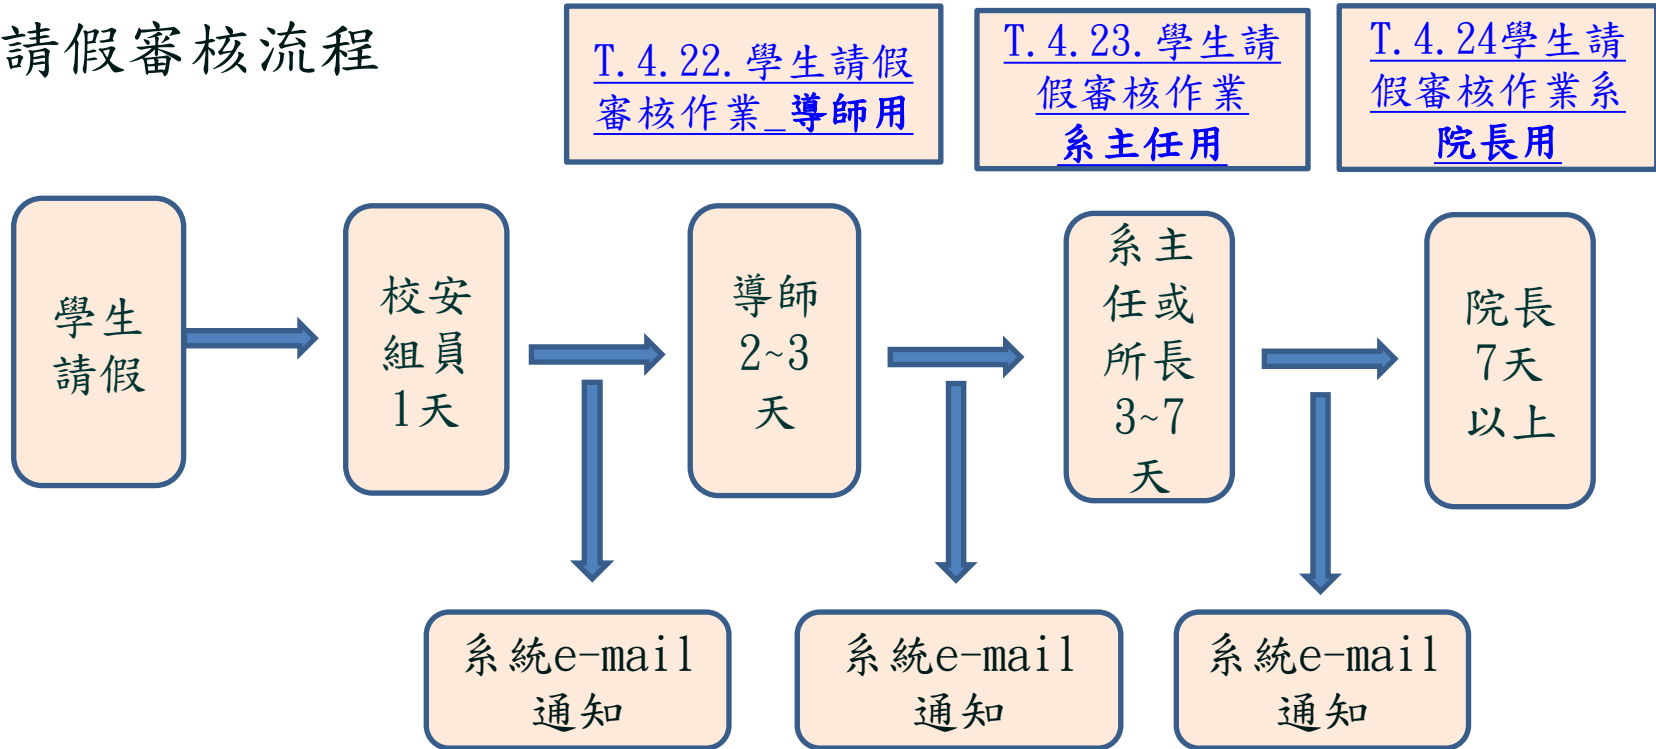 請假審核流程
T.4.22.學生請假
審核作業_導師用
T.4.23.學生請
假審核作業
系主任用
T.4.24學生請
假審核作業系
院長用
學生
請假
校安
組員
1天
導師
2~3
天
系主
任或
所長
3~7
天
院長
7天
以上
系統e-mail
通知
系統e-mail
通知
系統e-mail
通知